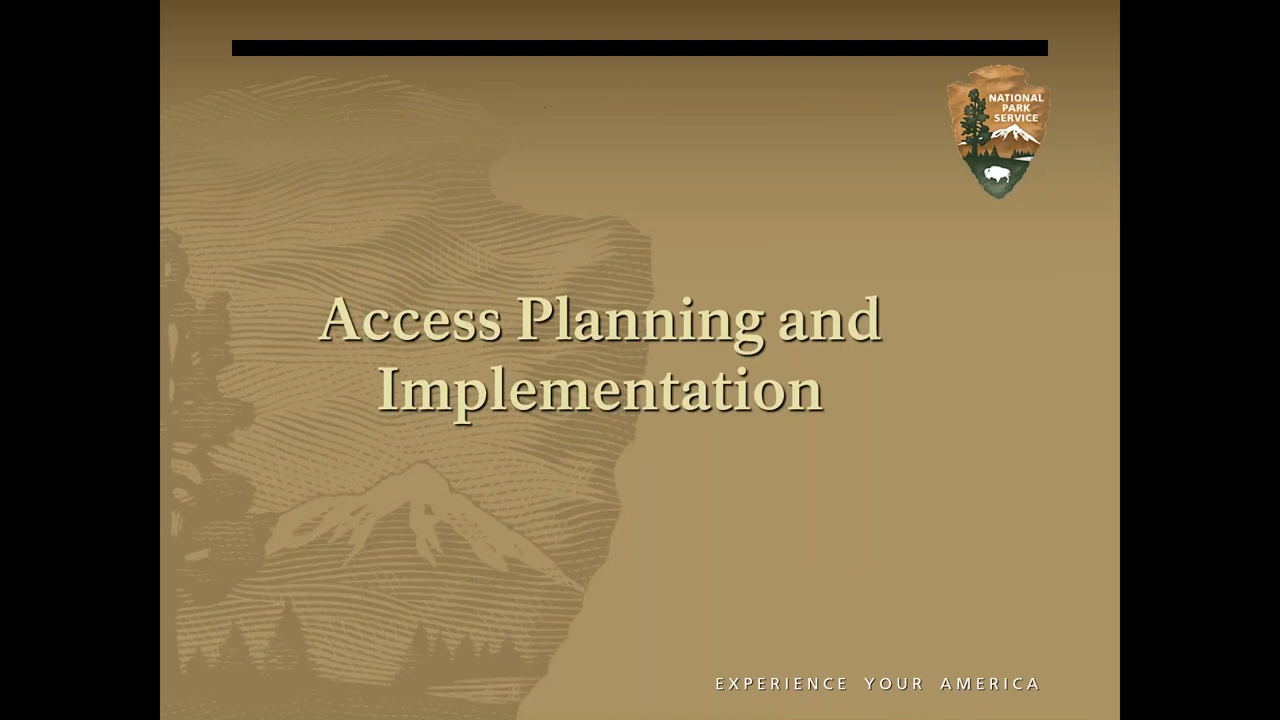 NATIONAL
PARK
SERVICE
Access Planning and
Implementation
EXPERIENCE YOUR AMERICA